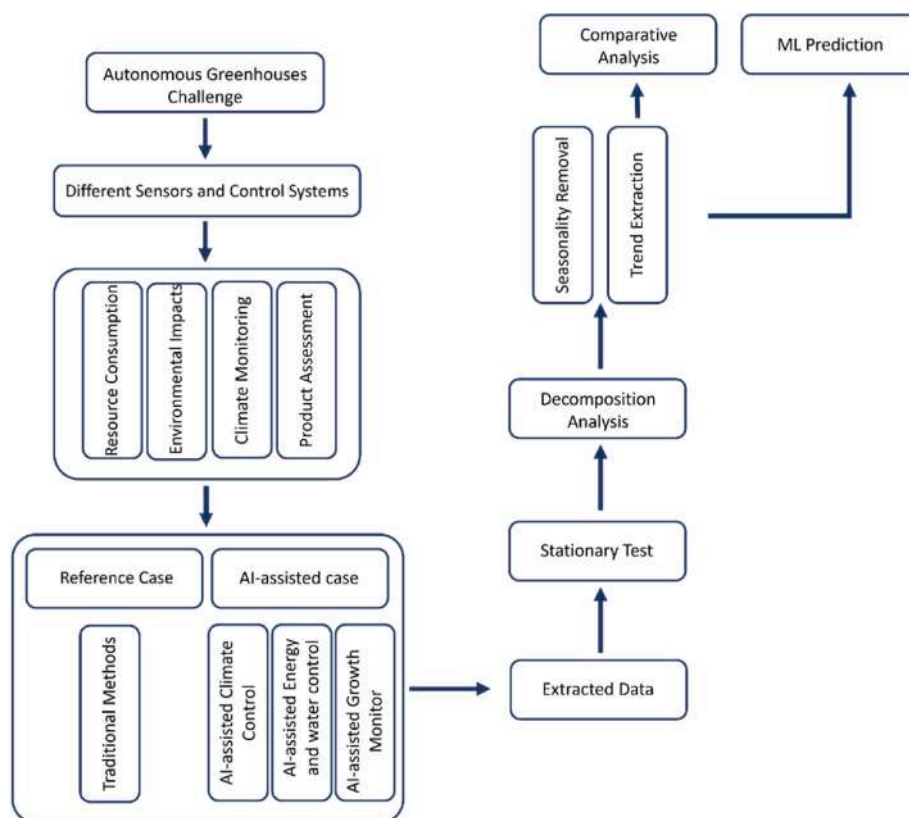 Autonomous Greenhouses
Challenge
Different Sensors and Control Systems
Resource Consumption
Environmental Impacts
Climate Monitoring
Product Assessment
Reference Case
AI-assisted case
Traditional Methods
AI-assisted Climate
Control
AI-assisted Energy
and water control
AI-assisted Growth
Monitor
Extracted Data
Stationary Test
Decomposition
Analysis
Seasonality Removal
Trend Extraction
Comparative
Analysis
ML Prediction